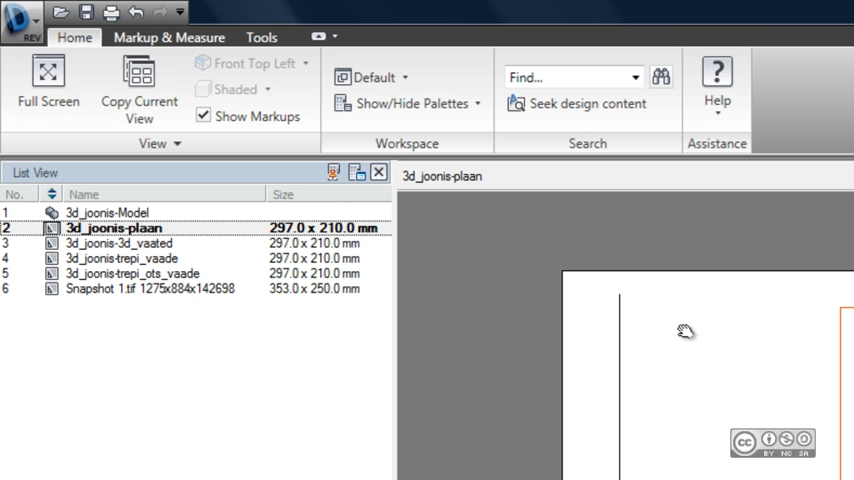 REV
Home Markup & Measure Tools
Full Screen
Copy Current
View
Front Top Left
Shaded
Show Markups
View
Default
Show/Hide Palettes
Workspace
Find...
Seek design content
Search
Help
Assistance
List View
No. Name Size
1 3d_joonis-Model
2 3d_joonis-plaan 297.0 x 210.0 mm
3 3d_joonis-3d_vaated 297.0 x 210.0 mm
4 3d_joonis-trepi_vaade 297.0 x 210.0 mm
5 3d_joonis-trepi_ots_vaade 297.0 x 210.0 mm
6 Snapshot 1.tif 1275x884x142698 353.0 x 250.0 mm
3d_joonis-plaan
cc
BY NC SA